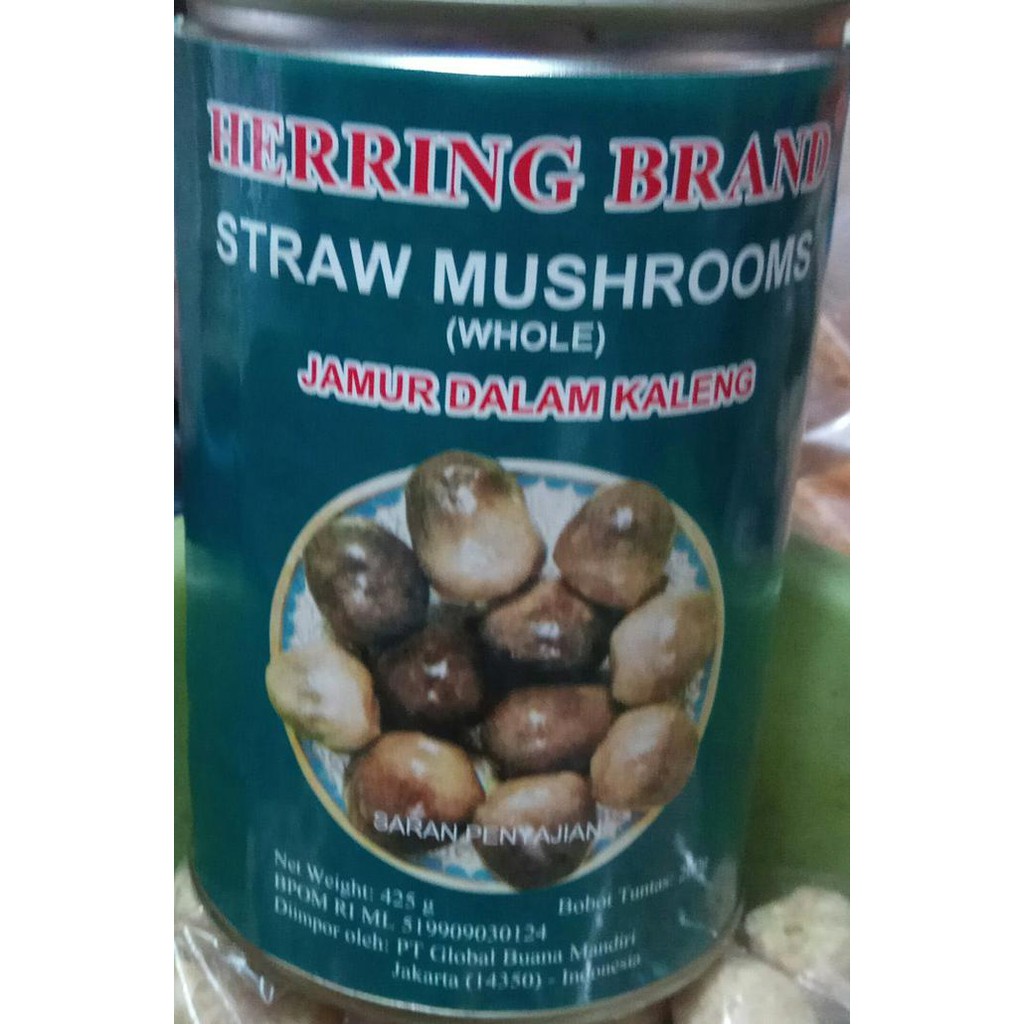 HERRING BRAND
STRAW MUSHROOMS
(WHOLE)
JAMUR DALAM KALENG
SARAN PENYAJIAN
Net Weight: 425 g
Bobot Tuntas:
BPOM RI ML 519909030124
Diimpor oleh: PT Global Buana Mandiri
Jakarta (14350) - Indonesia